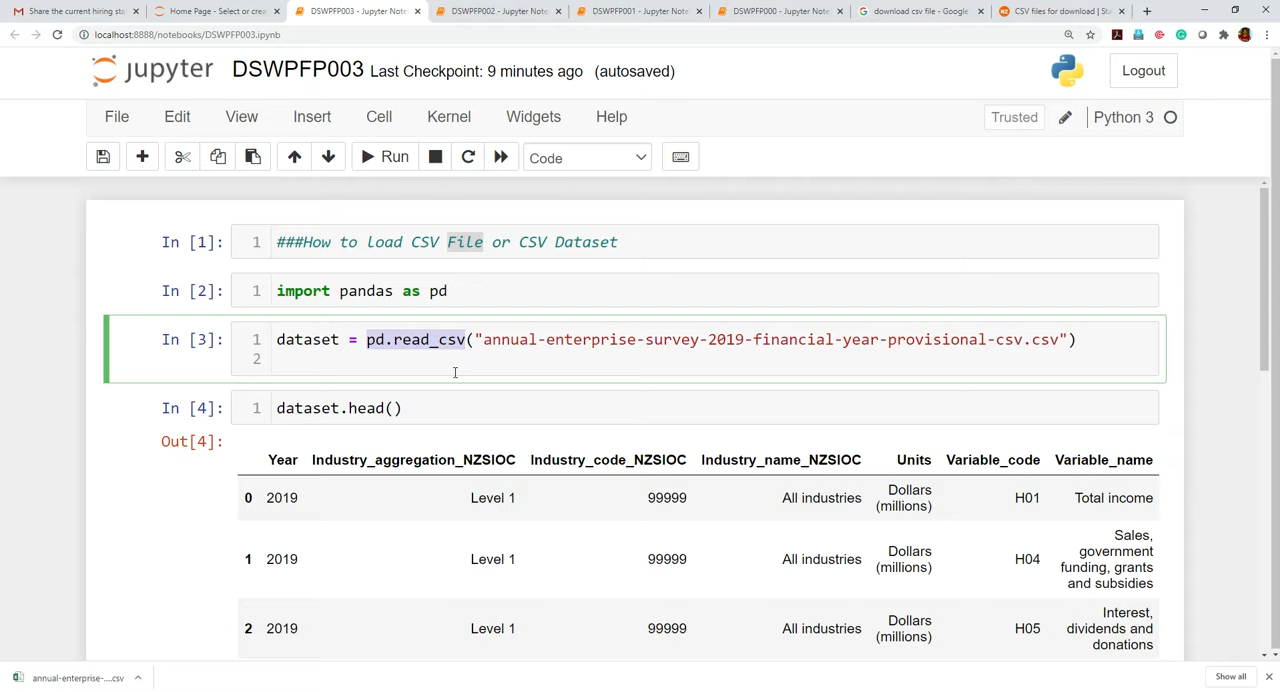 Share the current hiring sta
Home Page - Select or creat
DSWPFP003 - Jupyter Note
DSWPFP002 - Jupyter Notel
DSWPFP001 - Jupyter Notel
DSWPFP000 - Jupyter Note
download csv file - Google
CSV files for download | Sta
localhost:8888/notebooks/DSWPFP003.ipynb
jupyter DSWPFP003 Last Checkpoint: 9 minutes ago (autosaved)
Logout
File Edit View Insert Cell Kernel Widgets Help
Trusted Python 3
Run Code
In [1]: 1 ###How to load CSV File or CSV Dataset
In [2]: 1 import pandas as pd
In [3]: 1 dataset = pd.read_csv("annual-enterprise-survey-2019-financial-year-provisional-csv.csv")
2
In [4]: 1 dataset.head()
Out[4]:
Year Industry_aggregation_NZSIOC Industry_code_NZSIOC Industry_name_NZSIOC Units Variable_code Variable_name
0 2019 Level 1 99999 All industries Dollars (millions) H01 Total income
1 2019 Level 1 99999 All industries Dollars (millions) H04 Sales, government funding, grants and subsidies
2 2019 Level 1 99999 All industries Dollars (millions) H05 Interest, dividends and donations
annual-enterprise-....csv
Show all